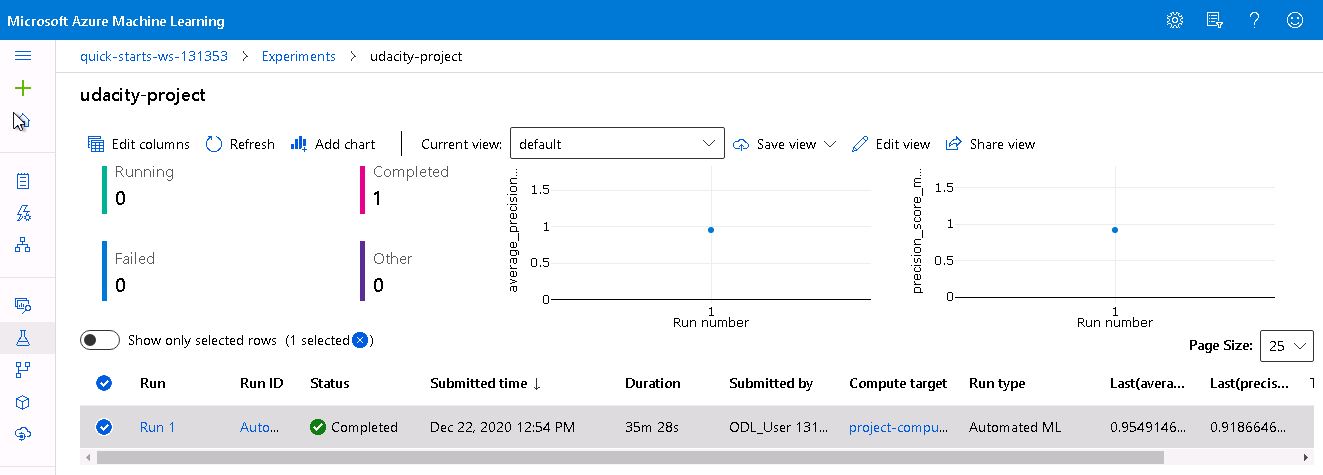 Microsoft Azure Machine Learning
quick-starts-ws-131353 > Experiments > udacity-project
udacity-project
Edit columns Refresh Add chart Current view: default Save view Edit view Share view
Running
0
Completed
1
Failed
0
Other
0
average_precision...
1.5
1
0.5
0
1
Run number
precision_score_m...
1.5
1
0.5
0
1
Run number
Show only selected rows (1 selected )
Page Size: 25
Run Run ID Status Submitted time ↓ Duration Submitted by Compute target Run type Last(avera... Last(precis... T
Run 1 Auto... Completed Dec 22, 2020 12:54 PM 35m 28s ODL_User 131... project-compu... Automated ML 0.9549146... 0.9186646...